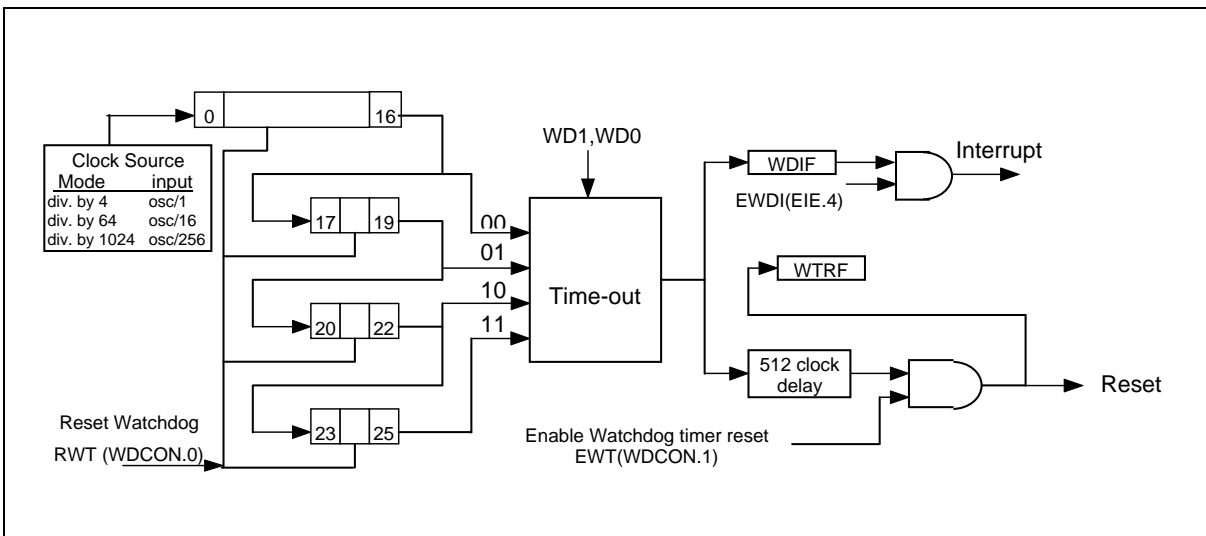 0 16
Clock Source
Mode input
div. by 4 osc/1
div. by 64 osc/16
div. by 1024 osc/256
17 19
20 22
23 25
Reset Watchdog
RWT (WDCON.0)
WD1,WD0
00
01
10
11
Time-out
WDIF
EWDI(EIE.4)
Interrupt
WTRF
512 clock
delay
Enable Watchdog timer reset
EWT(WDCON.1)
Reset